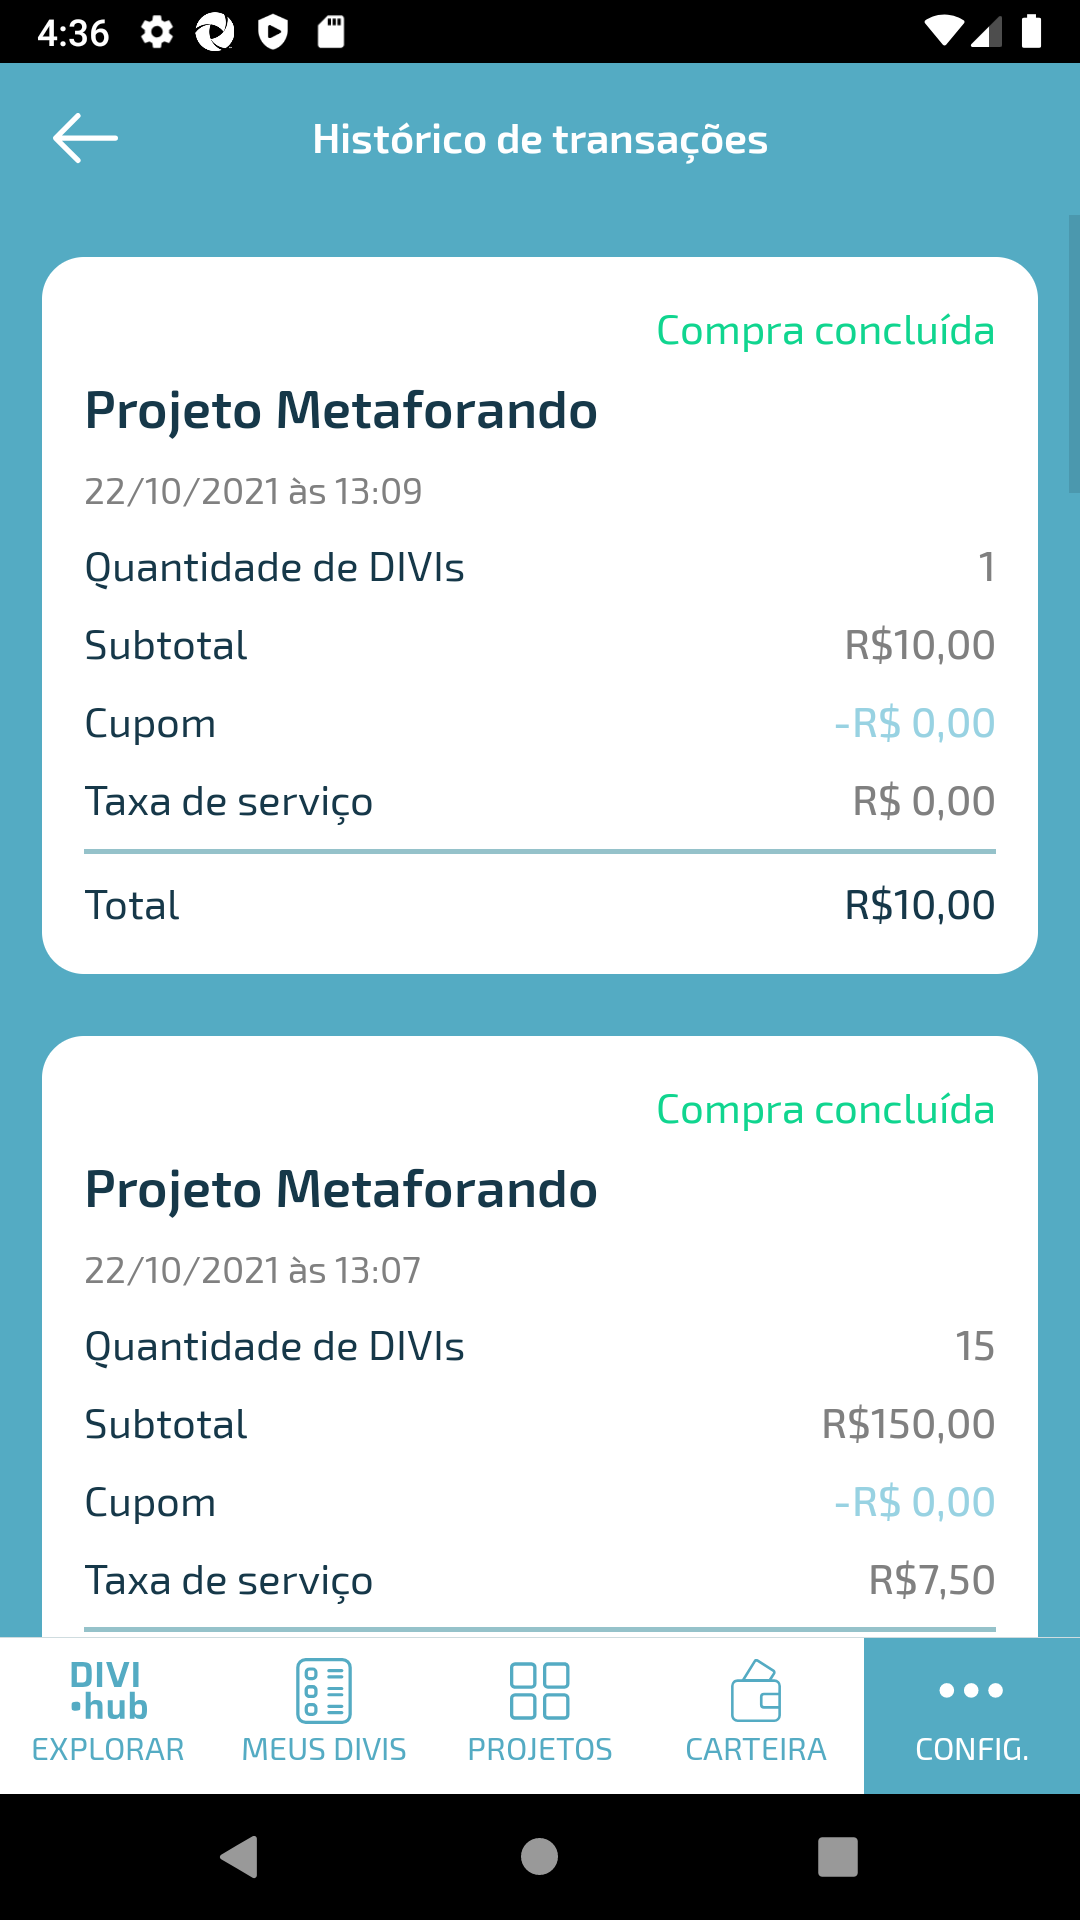 4:36
Histórico de transações
Compra concluída
Projeto Metaforando
22/10/2021 às 13:09
Quantidade de DIVIs 1
Subtotal R$10,00
Cupom -R$ 0,00
Taxa de serviço R$ 0,00
Total R$10,00
Compra concluída
Projeto Metaforando
22/10/2021 às 13:07
Quantidade de DIVIs 15
Subtotal R$150,00
Cupom -R$ 0,00
Taxa de serviço R$7,50
DIVI
•hub
EXPLORAR MEUS DIVIS PROJETOS CARTEIRA CONFIG.